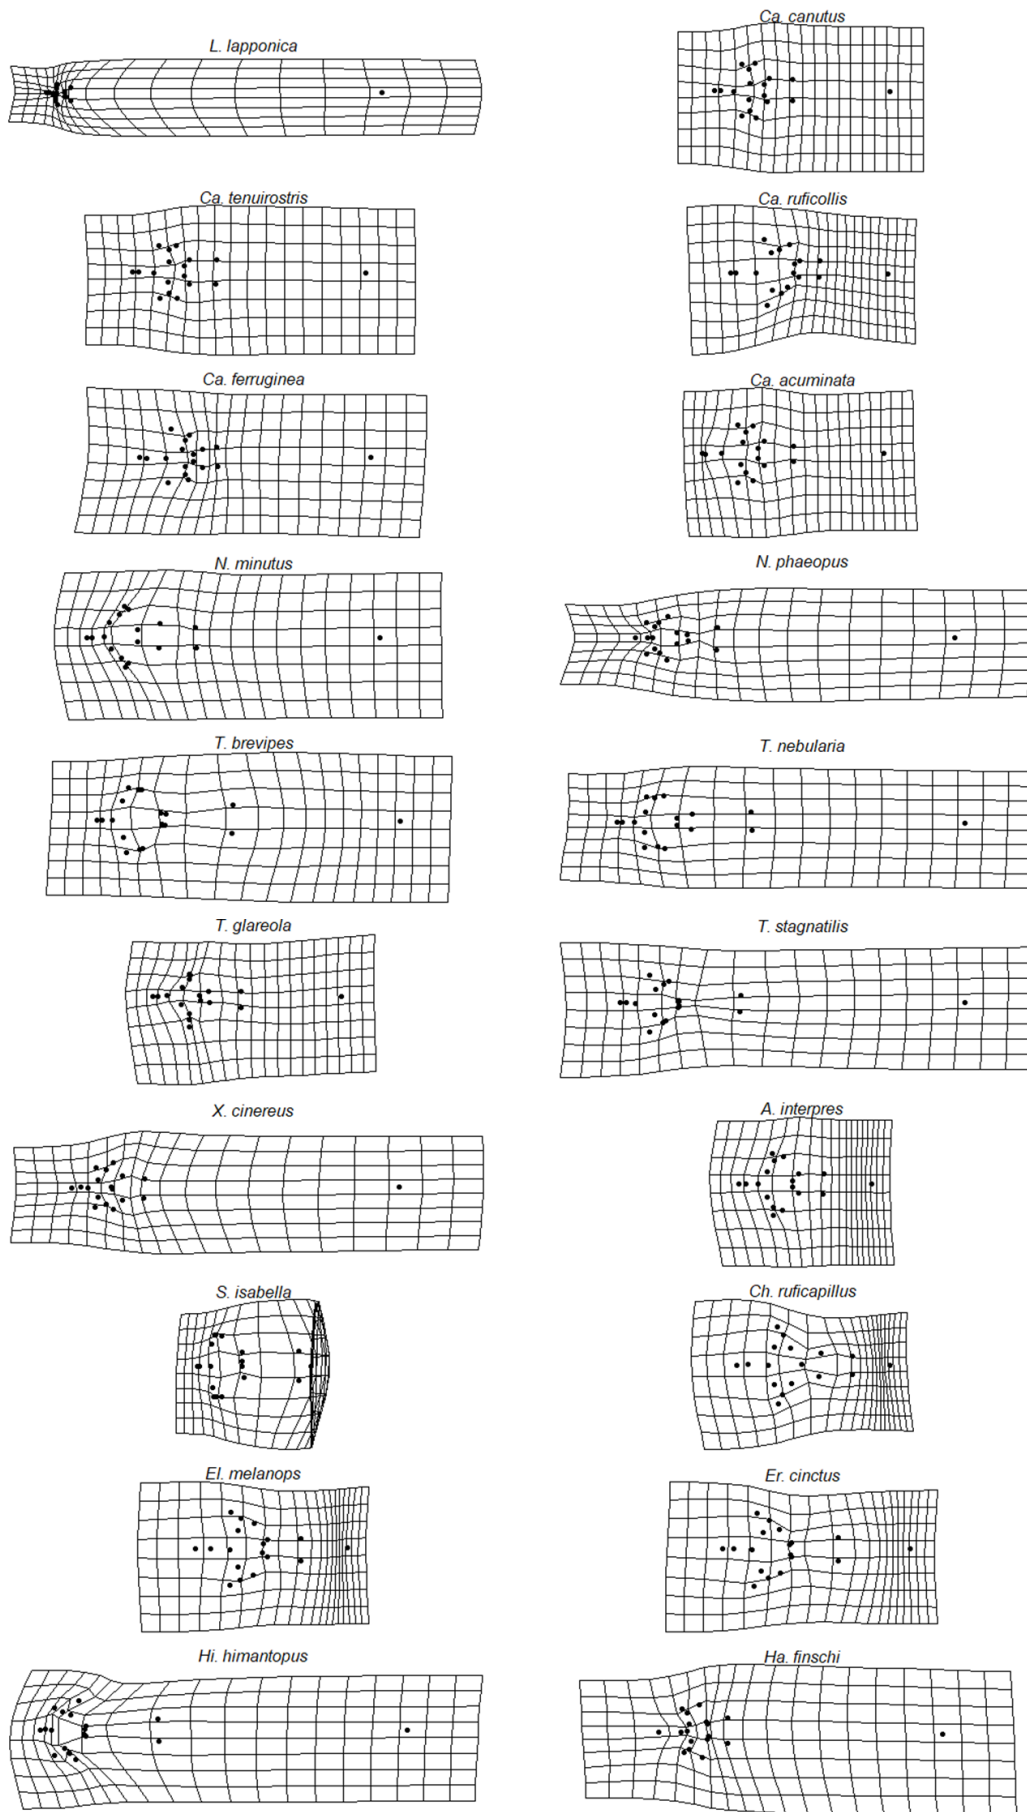 L. lapponica
Ca. canutus
Ca. tenuirostris
Ca. ruficollis
Ca. ferruginea
Ca. acuminata
N. minutus
N. phaeopus
T. brevipes
T. nebularia
T. glareola
T. stagnatilis
X. cinereus
A. interpres
S. isabella
Ch. ruficapillus
El. melanops
Er. cinctus
Hi. himantopus
Ha. finschi